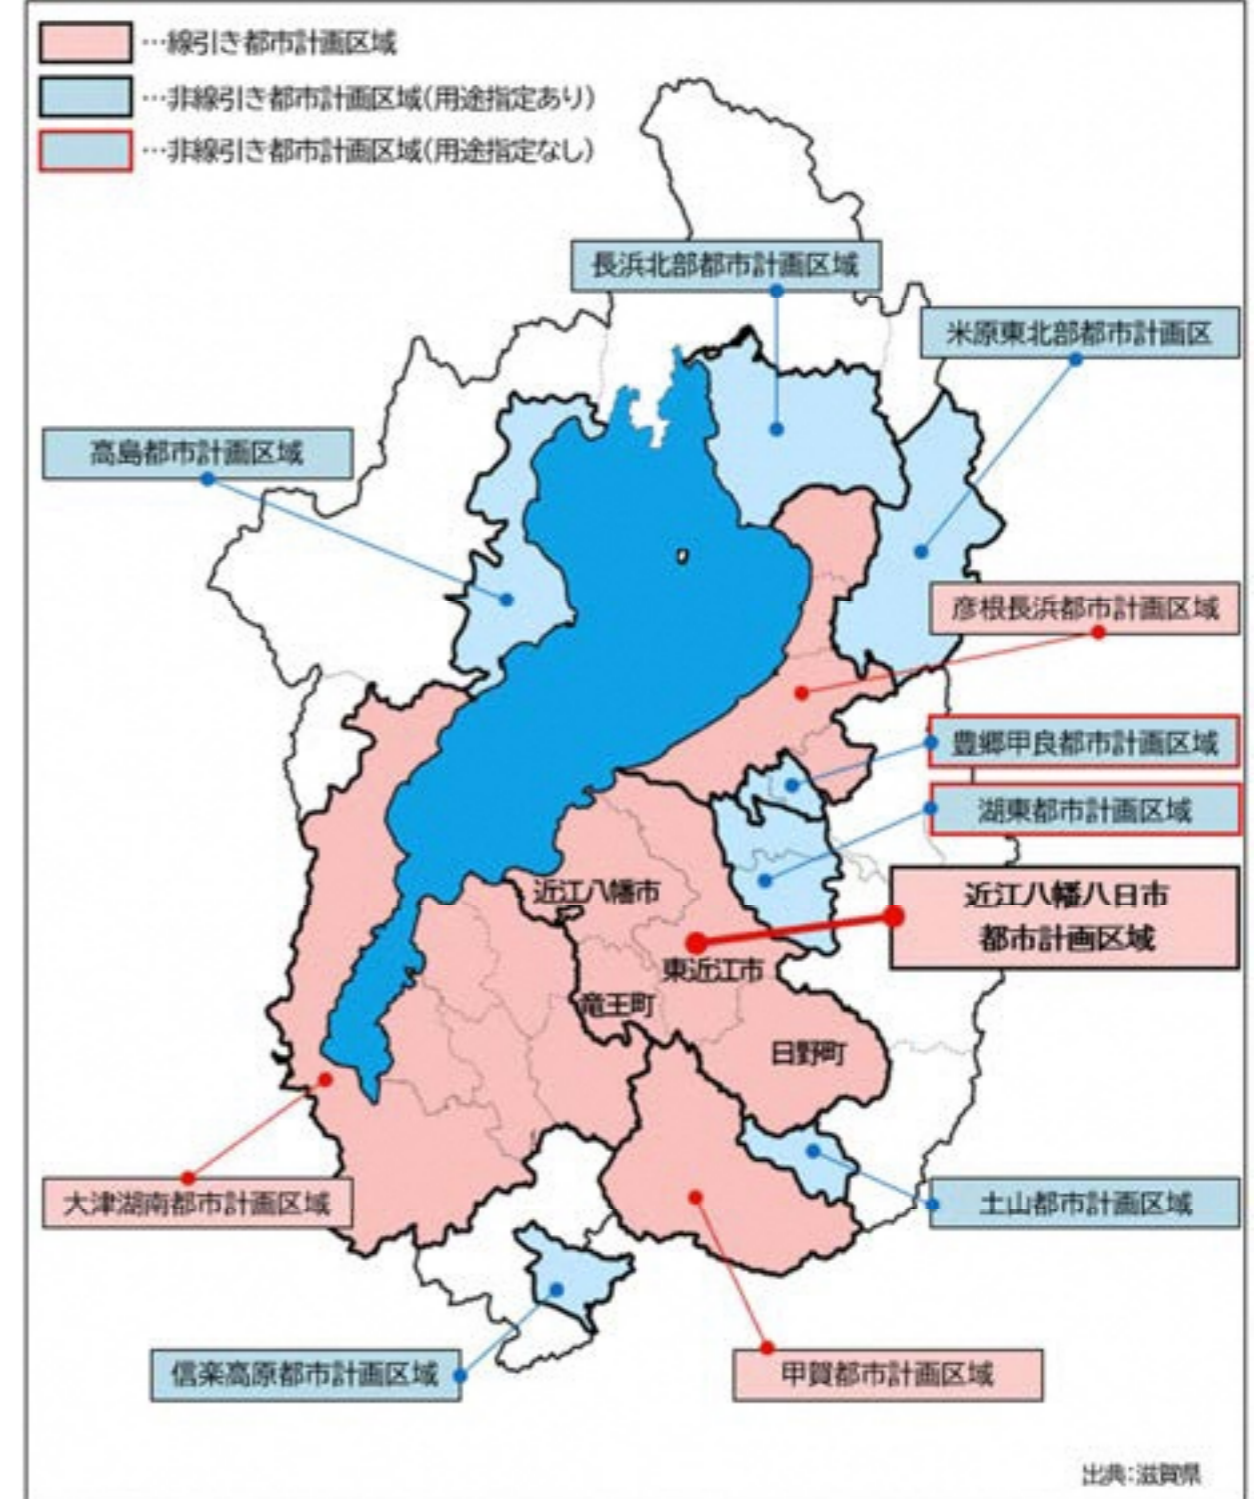 …線引き都市計画区域
…非線引き都市計画区域(用途指定あり)
…非線引き都市計画区域(用途指定なし)
長浜北部都市計画区域
米原東北部都市計画区
高島都市計画区域
彦根長浜都市計画区域
豊郷甲良都市計画区域
湖東都市計画区域
近江八幡八日市
都市計画区域
近江八幡市
東近江市
竜王町
日野町
大津湖南都市計画区域
土山都市計画区域
信楽高原都市計画区域
甲賀都市計画区域
出典:滋賀県